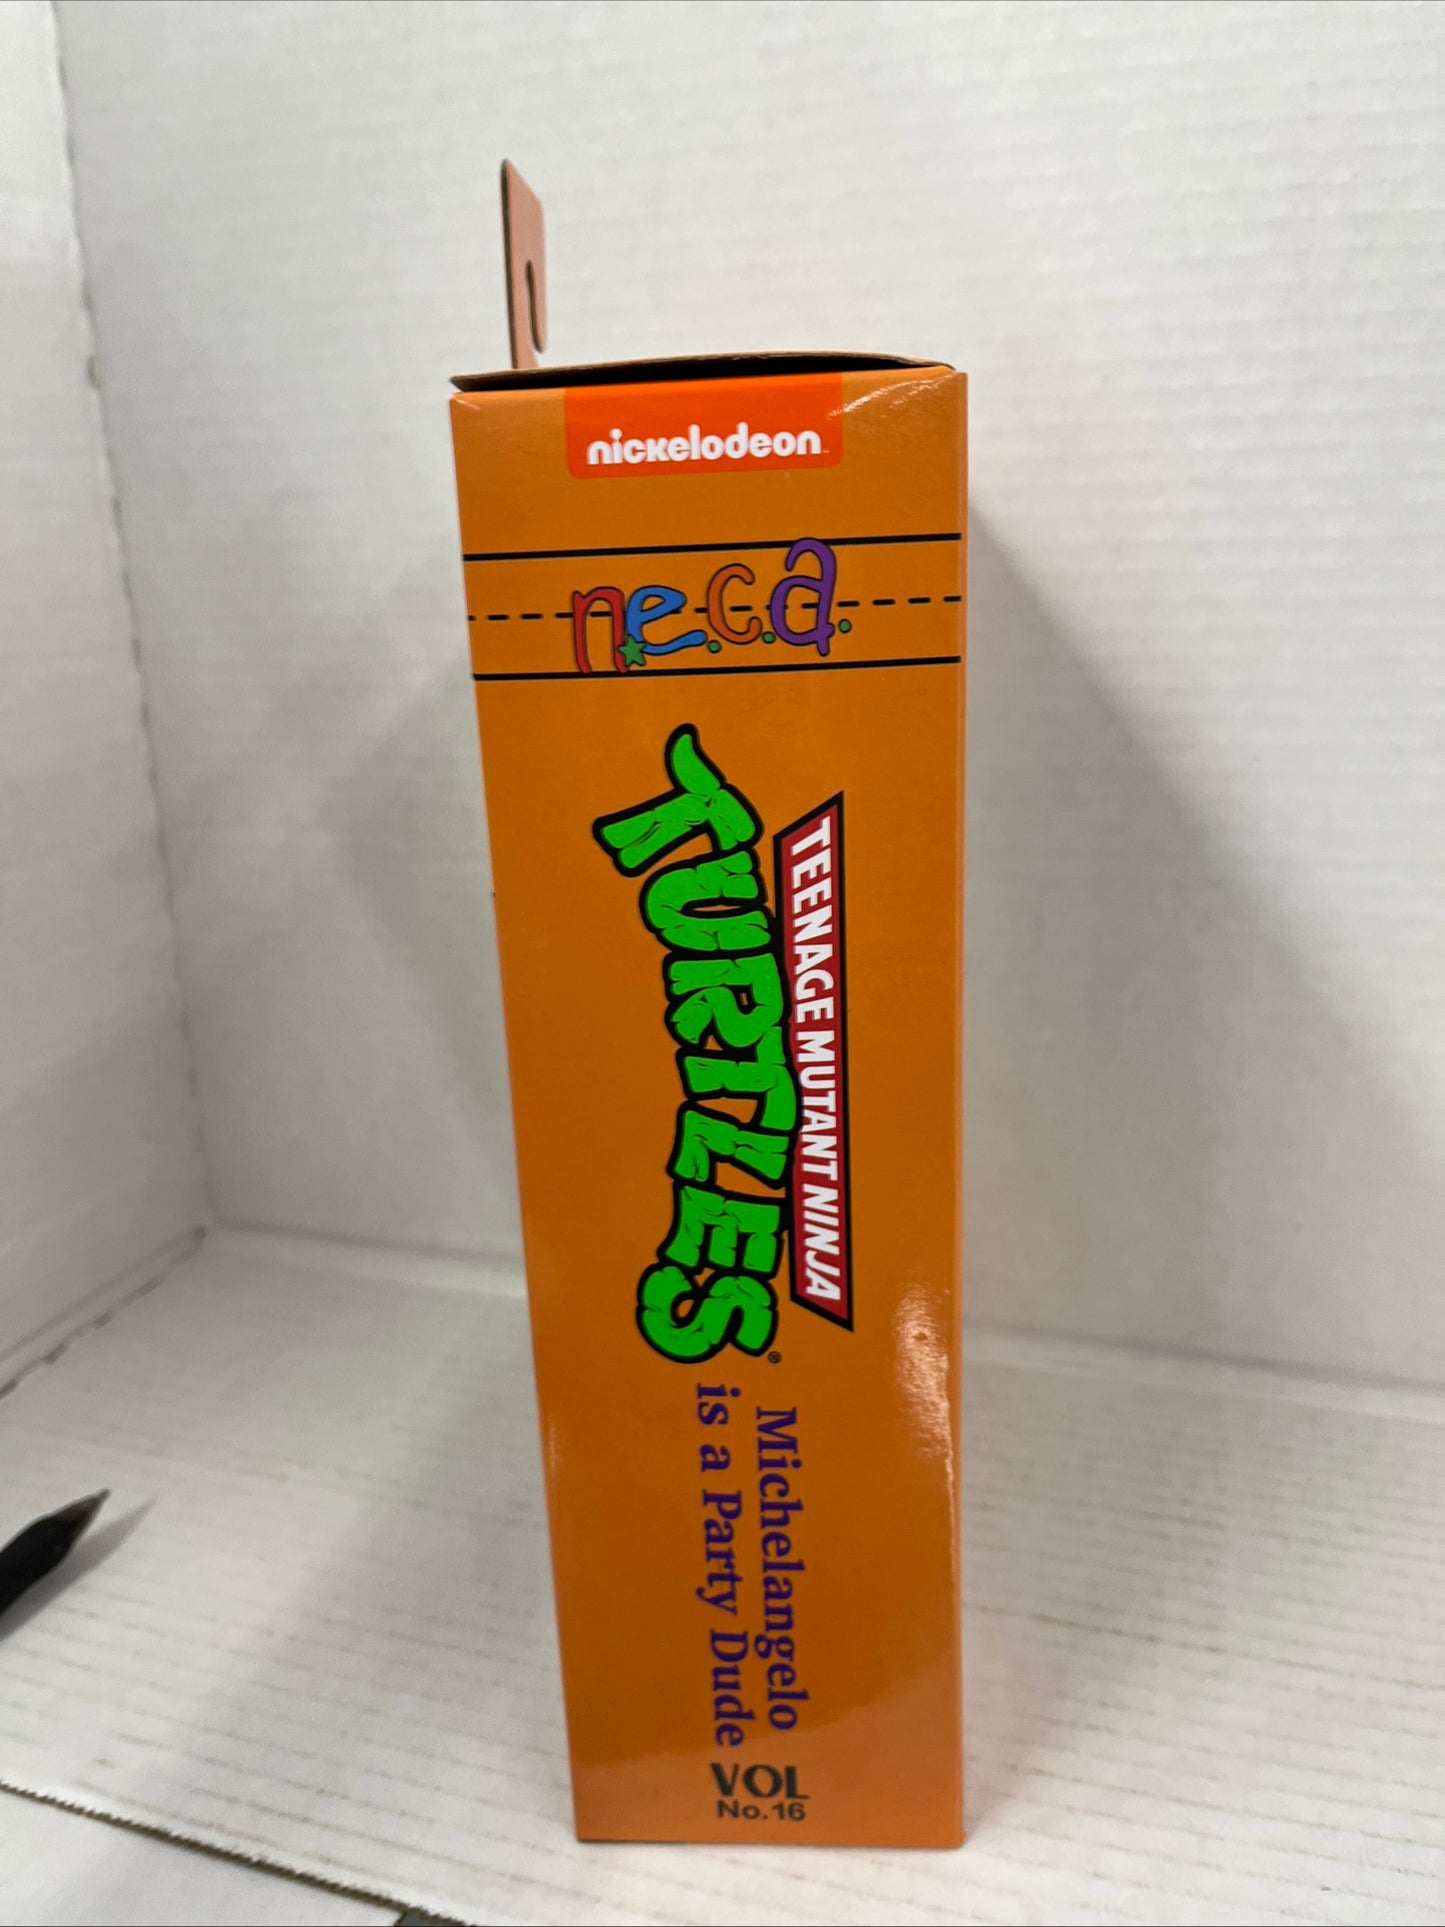 nickelodeon
n.e.c.a.
TEENAGE MUTANT NINJA
TURTLES®
Michelangelo
is a Party Dude
VOL
No.16